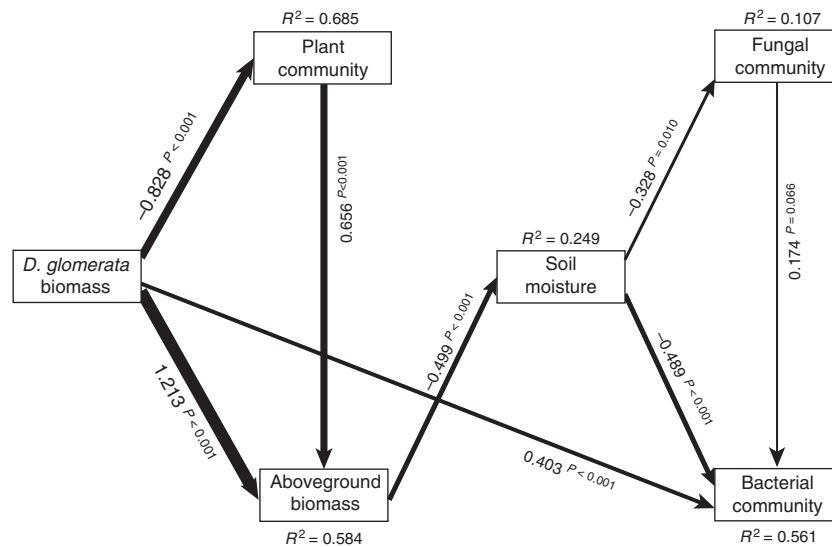 R² = 0.685
Plant
community
R² = 0.107
Fungal
community
−0.828 P < 0.001
0.656 P<0.001
−0.328 P = 0.010
0.174 P = 0.066
D. glomerata
biomass
R² = 0.249
Soil
moisture
1.213 P < 0.001
−0.499 P < 0.001
−0.489 P < 0.001
0.403 P < 0.001
Aboveground
biomass
R² = 0.584
Bacterial
community
R² = 0.561